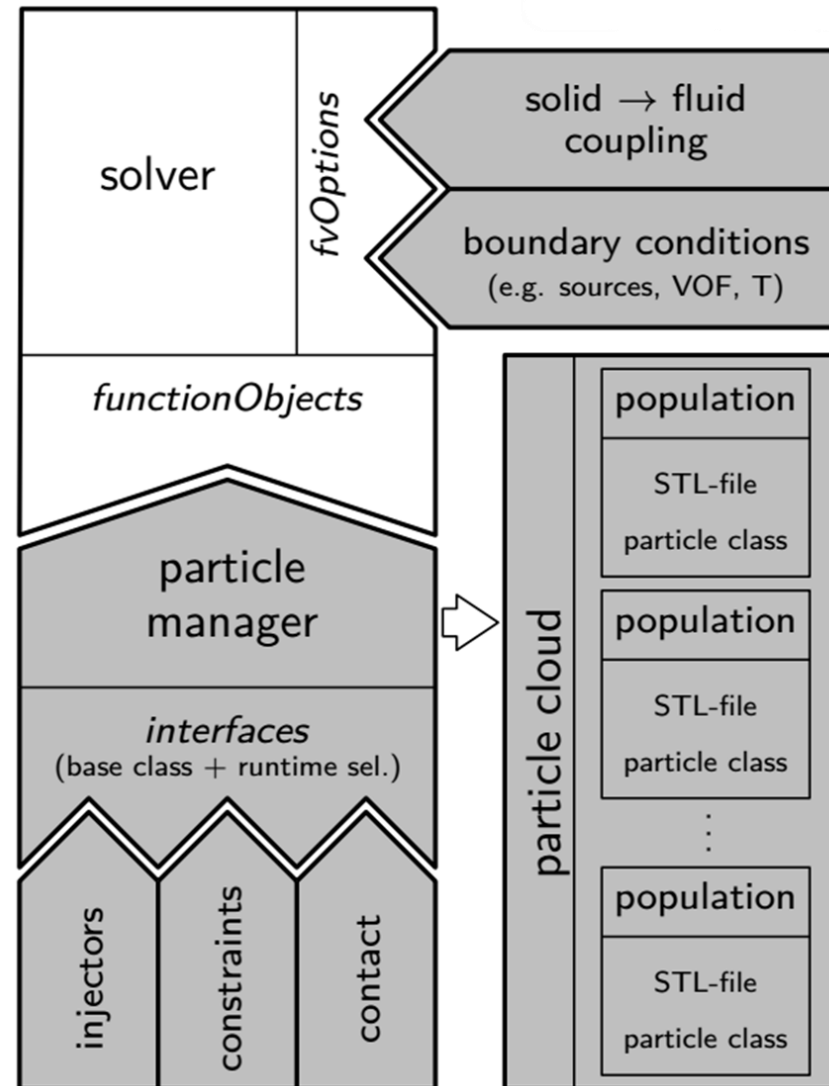 solver
fvOptions
solid → fluid
coupling
boundary conditions
(e.g. sources, VOF, T)
functionObjects
particle
manager
interfaces
(base class + runtime sel.)
injectors
constraints
contact
particle cloud
population
STL-file
particle class
population
STL-file
particle class
⋮
population
STL-file
particle class